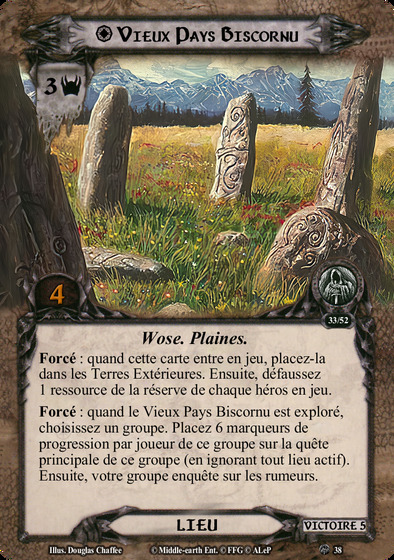 Vieux Pays Biscornu
3
4
33/52
Wose. Plaines.
Forcé : quand cette carte entre en jeu, placez-la
dans les Terres Extérieures. Ensuite, défaussez
1 ressource de la réserve de chaque héros en jeu.
Forcé : quand le Vieux Pays Biscornu est exploré,
choisissez un groupe. Placez 6 marqueurs de
progression par joueur de ce groupe sur la quête
principale de ce groupe (en ignorant tout lieu actif).
Ensuite, votre groupe enquête sur les rumeurs.
LIEU
VICTOIRE 5
Illus. Douglas Chaffee
©Middle-earth Ent. ©FFG ©ALeP
38